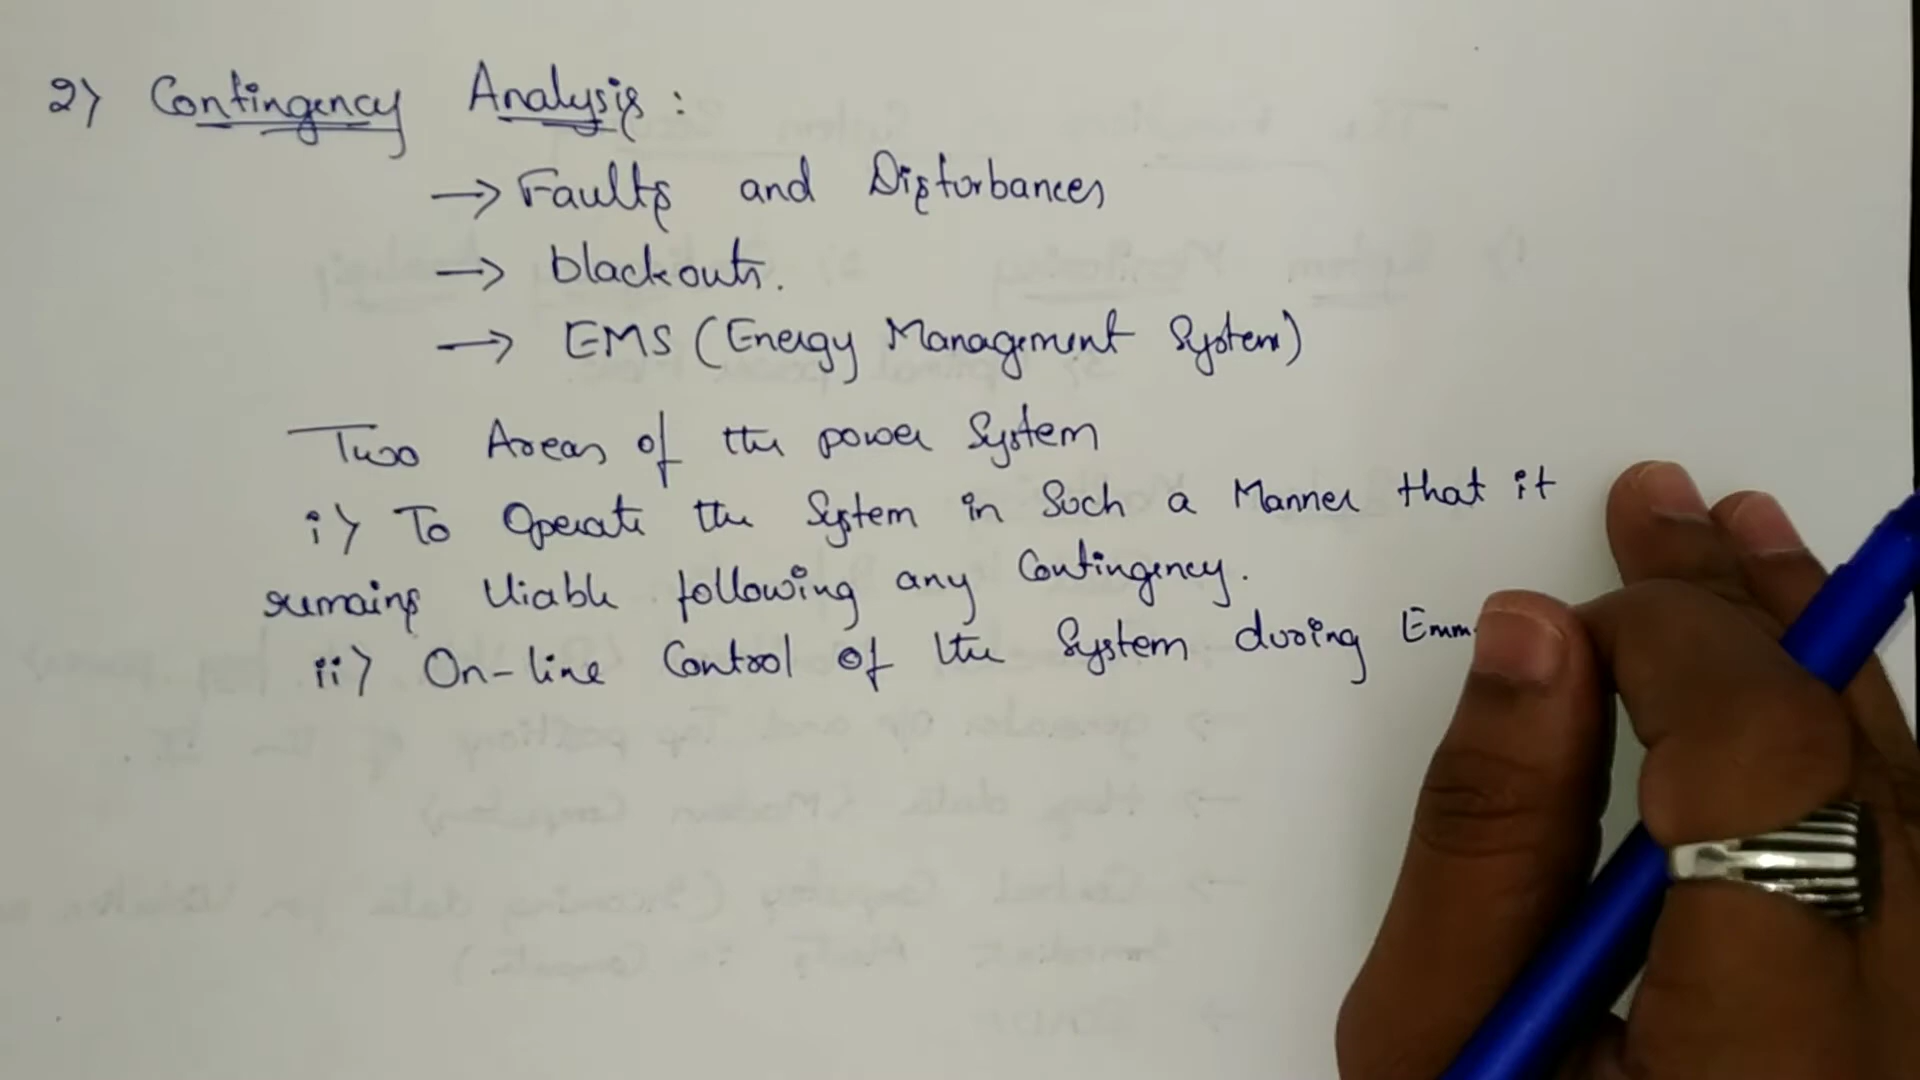 2) Contingency Analysis :
→ Faults and Disturbances
→ blackouts.
→ EMS (Energy Management System)
Two Areas of the power System
i) To Operate the System in Such a Manner that it
remains Viable following any Contingency.
ii) On-line Control of the System during Emm